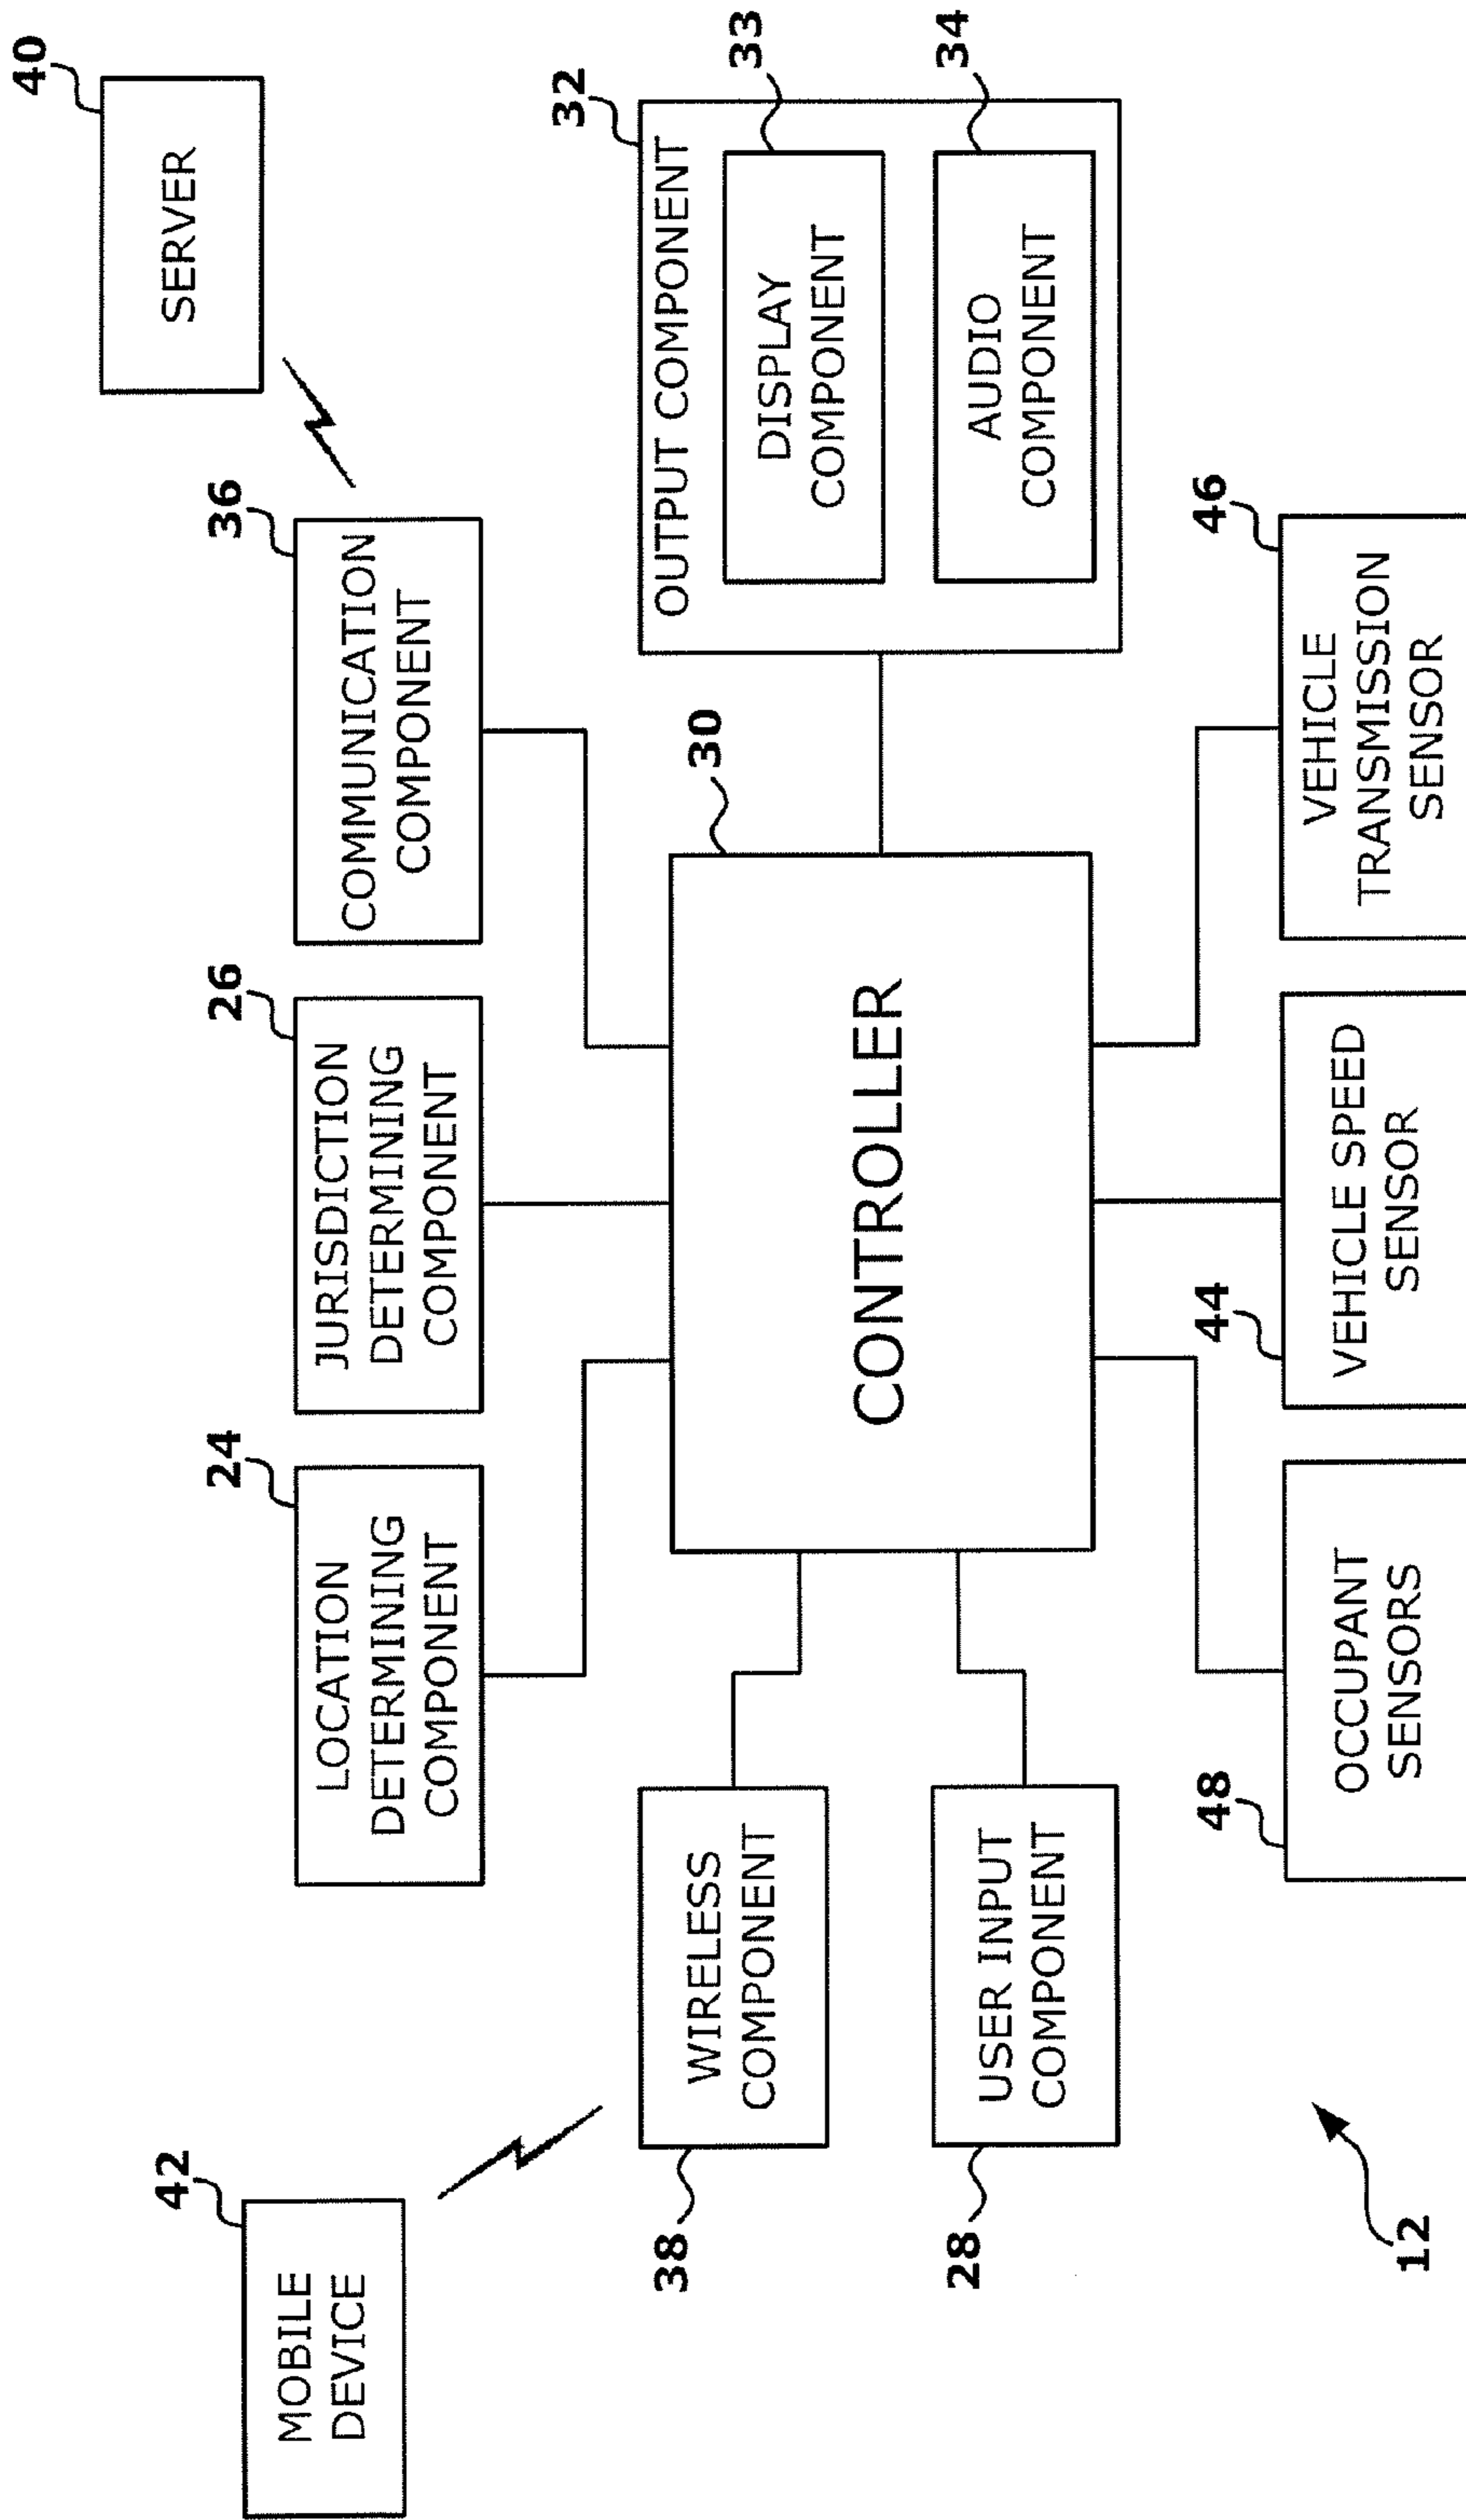 40
SERVER
36
COMMUNICATION
COMPONENT
26
JURISDICTION
DETERMINING
COMPONENT
24
LOCATION
DETERMINING
COMPONENT
42
MOBILE
DEVICE
38
WIRELESS
COMPONENT
28
USER INPUT
COMPONENT
30
CONTROLLER
32
OUTPUT COMPONENT
33
DISPLAY
COMPONENT
34
AUDIO
COMPONENT
48
OCCUPANT
SENSORS
44
VEHICLE SPEED
SENSOR
46
VEHICLE
TRANSMISSION
SENSOR
12